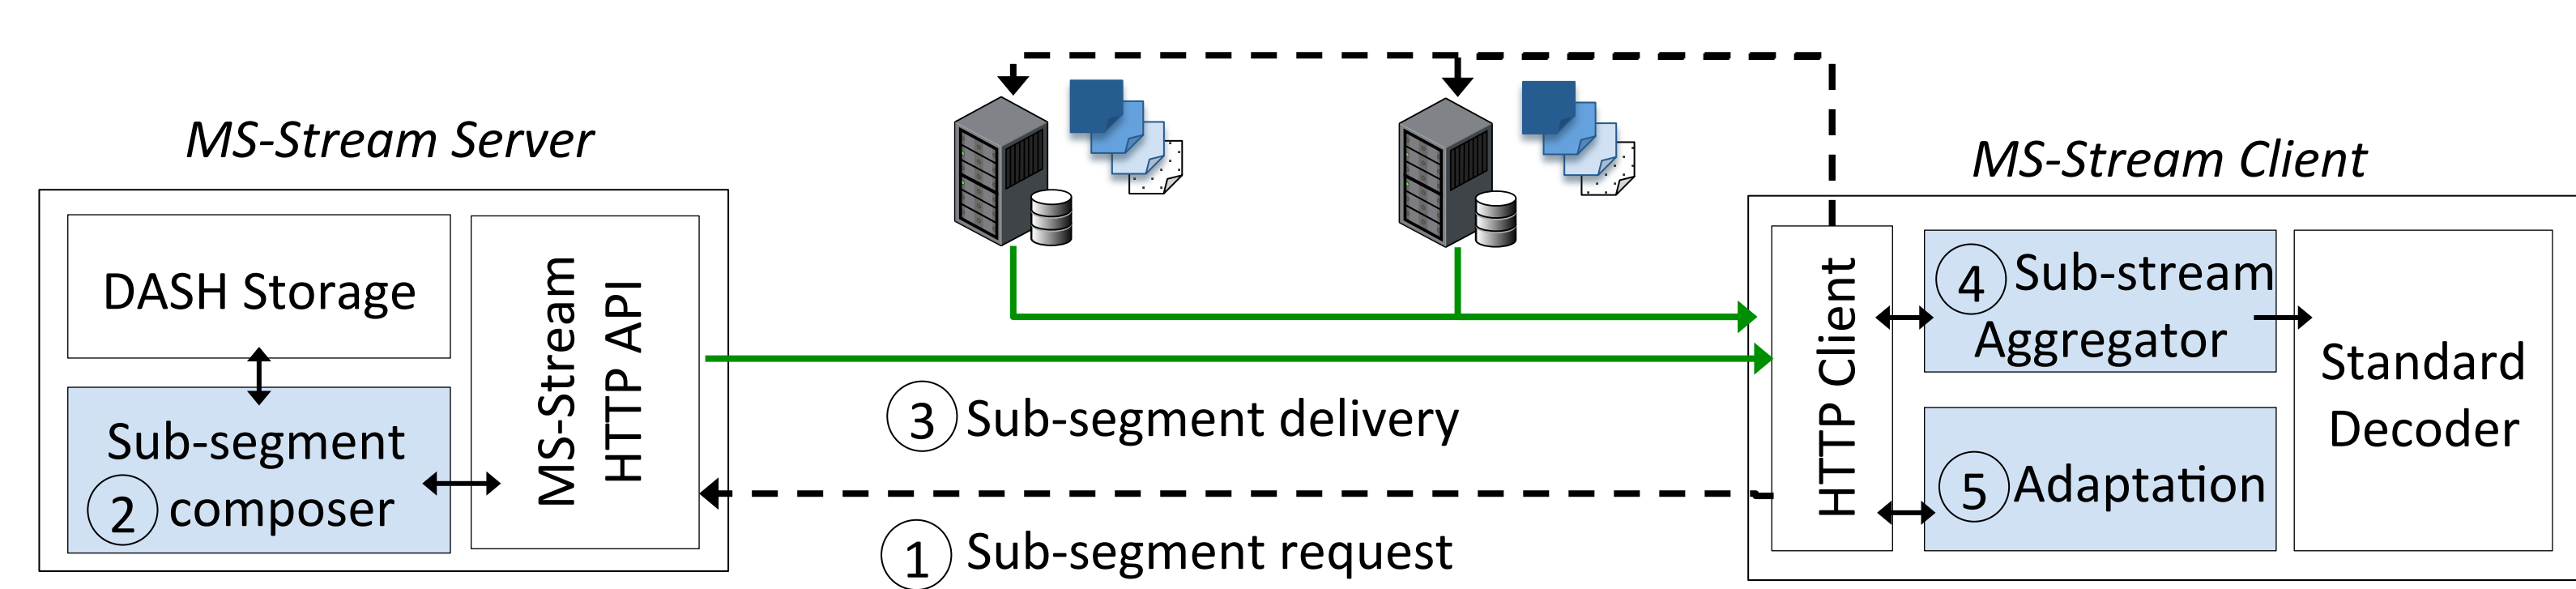 MS-Stream Server
DASH Storage
Sub-segment
2 composer
MS-Stream
HTTP API
3 Sub-segment delivery
1 Sub-segment request
MS-Stream Client
HTTP Client
4 Sub-stream
Aggregator
5 Adaptation
Standard
Decoder